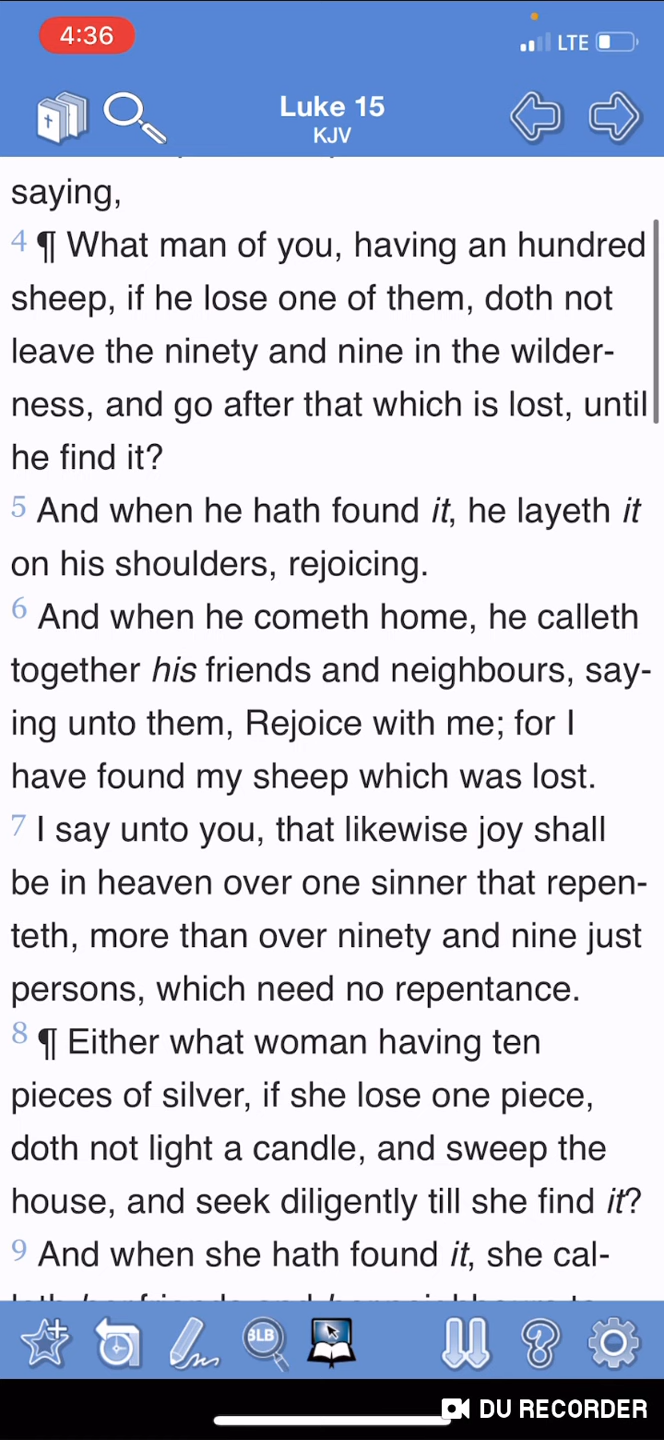 4:36
LTE
Luke 15
KJV
saying,
4 ¶ What man of you, having an hundred
sheep, if he lose one of them, doth not
leave the ninety and nine in the wilder-
ness, and go after that which is lost, until
he find it?
5 And when he hath found it, he layeth it
on his shoulders, rejoicing.
6 And when he cometh home, he calleth
together his friends and neighbours, say-
ing unto them, Rejoice with me; for I
have found my sheep which was lost.
7 I say unto you, that likewise joy shall
be in heaven over one sinner that repen-
teth, more than over ninety and nine just
persons, which need no repentance.
8 ¶ Either what woman having ten
pieces of silver, if she lose one piece,
doth not light a candle, and sweep the
house, and seek diligently till she find it?
9 And when she hath found it, she cal-
BLB
DU RECORDER